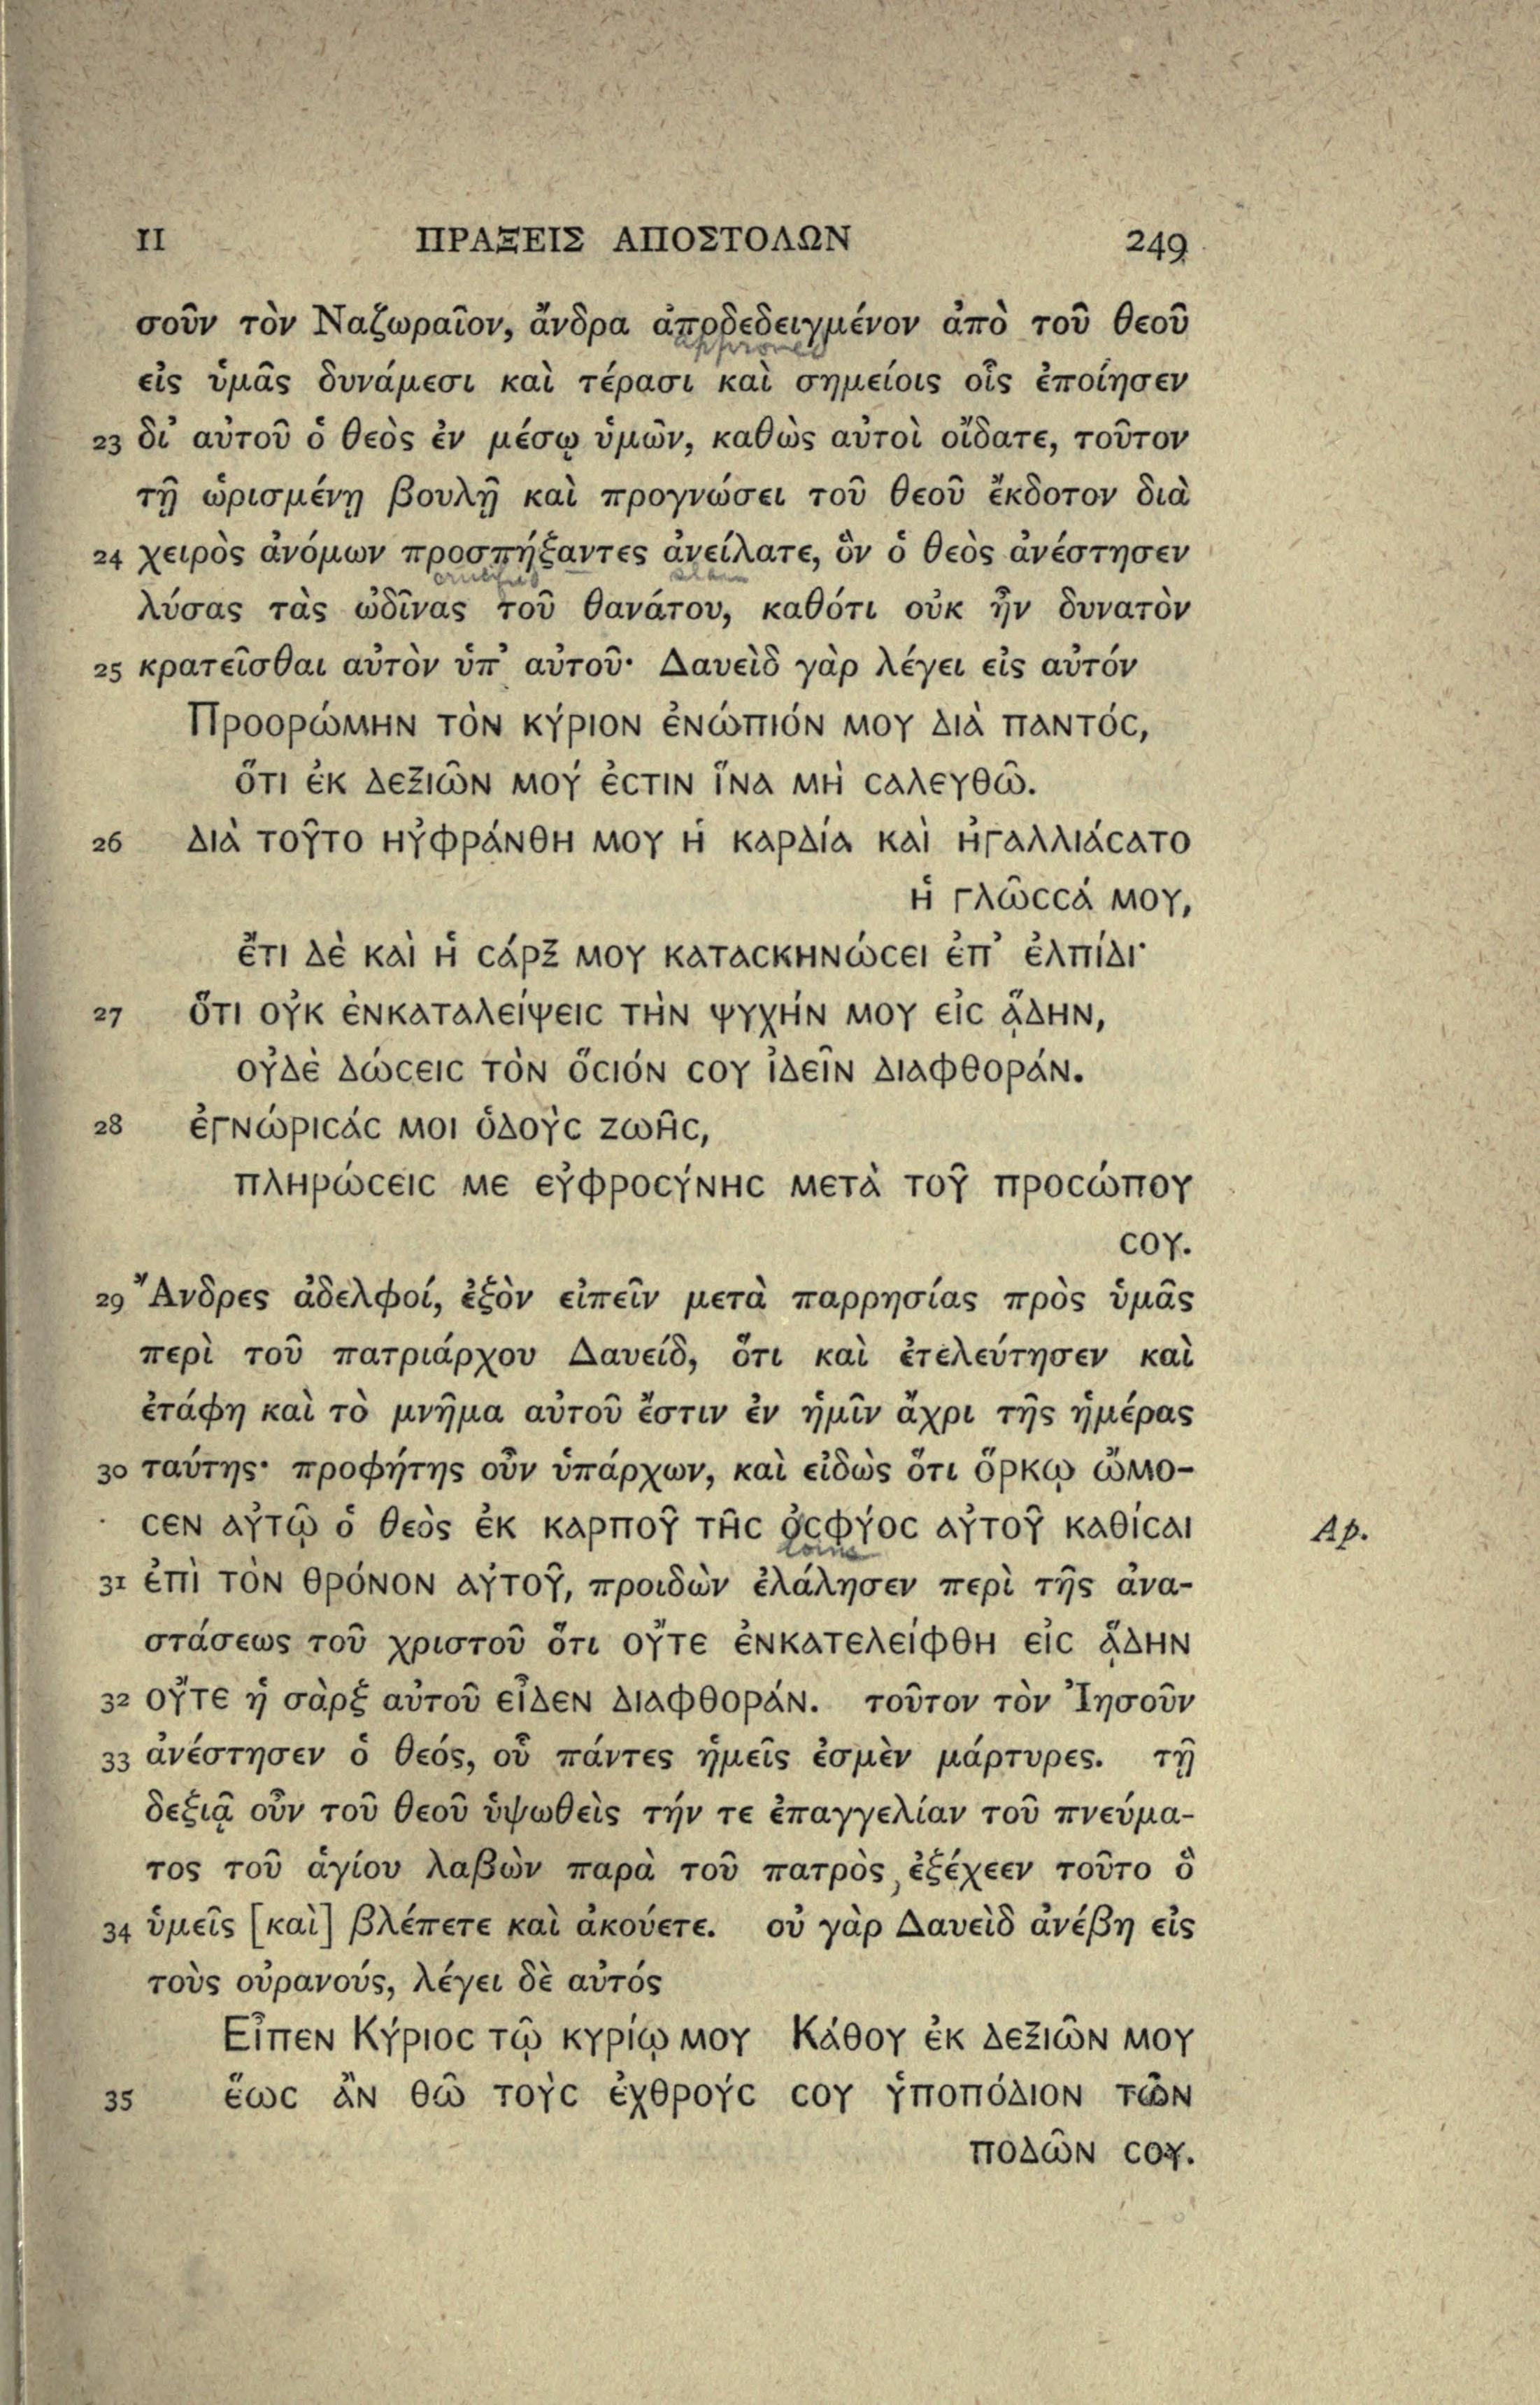 II ΠΡΑΞΕΙΣ ΑΠΟΣΤΟΛΩΝ 249
σοῦν τὸν Ναζωραῖον, ἄνδρα ἀποδεδειγμένον ἀπὸ τοῦ θεοῦ
approved
εἰς ὑμᾶς δυνάμεσι καὶ τέρασι καὶ σημείοις οἷς ἐποίησεν
23 δι᾽ αὐτοῦ ὁ θεὸς ἐν μέσῳ ὑμῶν, καθὼς αὐτοὶ οἴδατε, τοῦτον
τῇ ὡρισμένῃ βουλῇ καὶ προγνώσει τοῦ θεοῦ ἔκδοτον διὰ
24 χειρὸς ἀνόμων προσπήξαντες ἀνείλατε, ὃν ὁ θεὸς ἀνέστησεν
crucified slain
λύσας τὰς ὠδῖνας τοῦ θανάτου, καθότι οὐκ ἦν δυνατὸν
25 κρατεῖσθαι αὐτὸν ὑπ᾽ αὐτοῦ· Δαυεὶδ γὰρ λέγει εἰς αὐτόν
Προορώμην τὸν κύριον ἐνώπιόν μου διὰ παντός,
ὅτι ἐκ δεξιῶν μού ἐστιν ἵνα μὴ σαλευθῶ.
26 διὰ τοῦτο ηὐφράνθη μου ἡ καρδία καὶ ἠγαλλιάσατο
ἡ γλῶσσά μου,
ἔτι δὲ καὶ ἡ σάρξ μου κατασκηνώσει ἐπ᾽ ἐλπίδι·
27 ὅτι οὐκ ἐνκαταλείψεις τὴν ψυχήν μου εἰς ᾅδην,
οὐδὲ δώσεις τὸν ὅσιόν σου ἰδεῖν διαφθοράν.
28 ἐγνώρισάς μοι ὁδοὺς ζωῆς,
πληρώσεις με εὐφροσύνης μετὰ τοῦ προσώπου
σου.
29 Ἄνδρες ἀδελφοί, ἐξὸν εἰπεῖν μετὰ παρρησίας πρὸς ὑμᾶς
περὶ τοῦ πατριάρχου Δαυείδ, ὅτι καὶ ἐτελεύτησεν καὶ
ἐτάφη καὶ τὸ μνῆμα αὐτοῦ ἔστιν ἐν ἡμῖν ἄχρι τῆς ἡμέρας
30 ταύτης· προφήτης οὖν ὑπάρχων, καὶ εἰδὼς ὅτι ὅρκῳ ὤμο-
σεν αὐτῷ ὁ θεὸς ἐκ καρποῦ τῆς ὀσφύος αὐτοῦ καθίσαι Ap.
loins
31 ἐπὶ τὸν θρόνον αὐτοῦ, προιδὼν ἐλάλησεν περὶ τῆς ἀνα-
στάσεως τοῦ χριστοῦ ὅτι οὔτε ἐνκατελείφθη εἰς ᾅδην
32 οὔτε ἡ σὰρξ αὐτοῦ εἶδεν διαφθοράν. τοῦτον τὸν Ἰησοῦν
33 ἀνέστησεν ὁ θεός, οὗ πάντες ἡμεῖς ἐσμὲν μάρτυρες. τῇ
δεξιᾷ οὖν τοῦ θεοῦ ὑψωθεὶς τήν τε ἐπαγγελίαν τοῦ πνεύμα-
τος τοῦ ἁγίου λαβὼν παρὰ τοῦ πατρὸς, ἐξέχεεν τοῦτο ὃ
34 ὑμεῖς [καὶ] βλέπετε καὶ ἀκούετε. οὐ γὰρ Δαυεὶδ ἀνέβη εἰς
τοὺς οὐρανούς, λέγει δὲ αὐτός
Εἶπεν Κύριος τῷ κυρίῳ μου Κάθου ἐκ δεξιῶν μου
35 ἕως ἂν θῶ τοὺς ἐχθρούς σου ὑποπόδιον τῶν
ποδῶν σου.